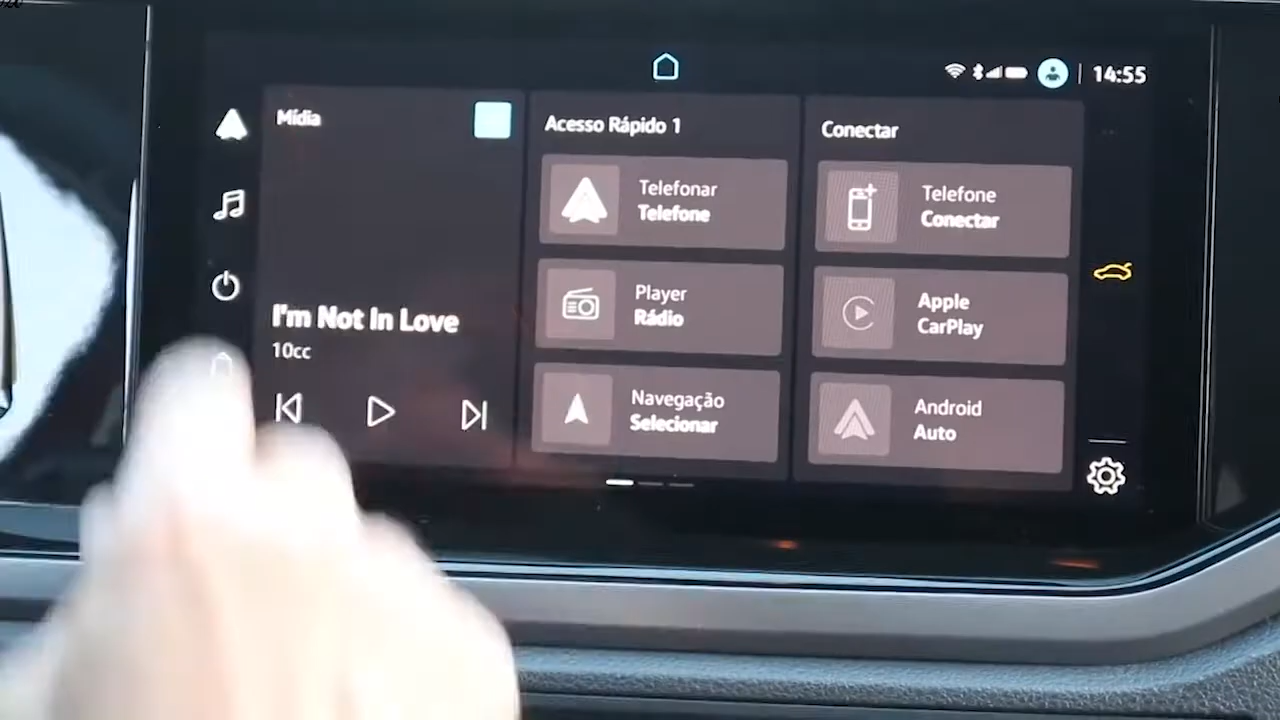 14:55
Mídia
I'm Not In Love
10cc
Acesso Rápido 1
Telefonar
Telefone
Player
Rádio
Navegação
Selecionar
Conectar
Telefone
Conectar
Apple
CarPlay
Android
Auto